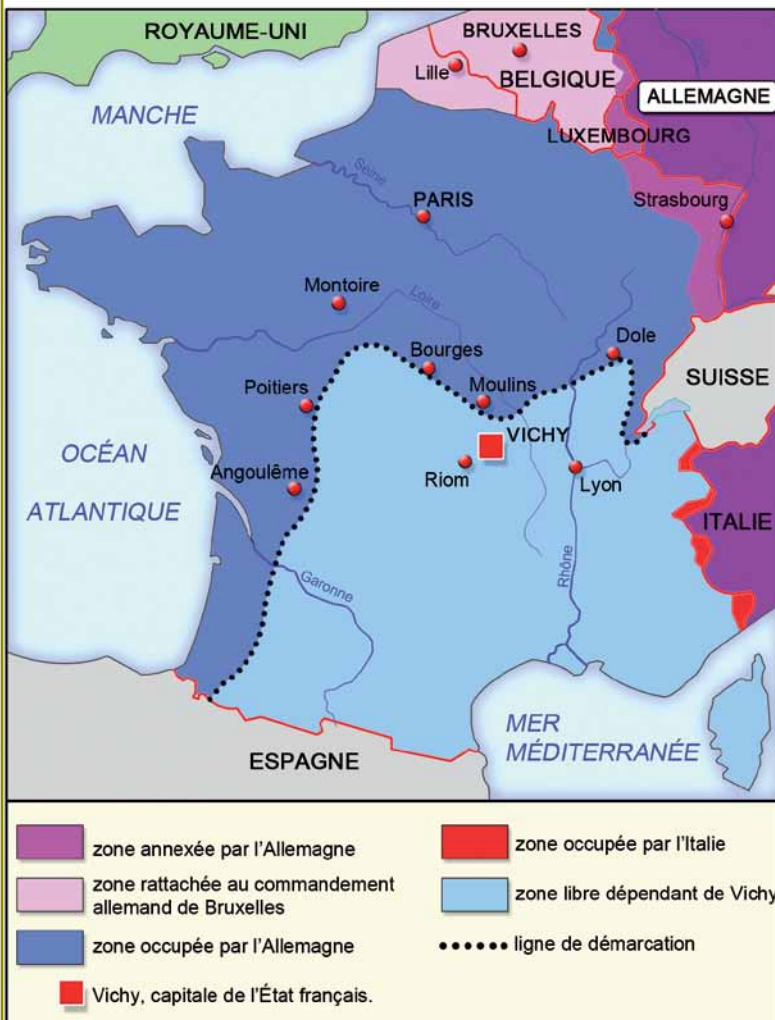 ROYAUME-UNI
BRUXELLES
Lille
BELGIQUE
ALLEMAGNE
MANCHE
LUXEMBOURG
Seine
Strasbourg
PARIS
Montoire
Loire
Dole
Bourges
SUISSE
Poitiers
Moulins
VICHY
OCÉAN
ATLANTIQUE
Riom
Lyon
Angoulême
ITALIE
Rhône
Garonne
MER
MÉDITERRANÉE
ESPAGNE
zone annexée par l'Allemagne
zone rattachée au commandement
allemand de Bruxelles
zone occupée par l'Allemagne
Vichy, capitale de l'État français.
zone occupée par l'Italie
zone libre dépendant de Vichy
ligne de démarcation